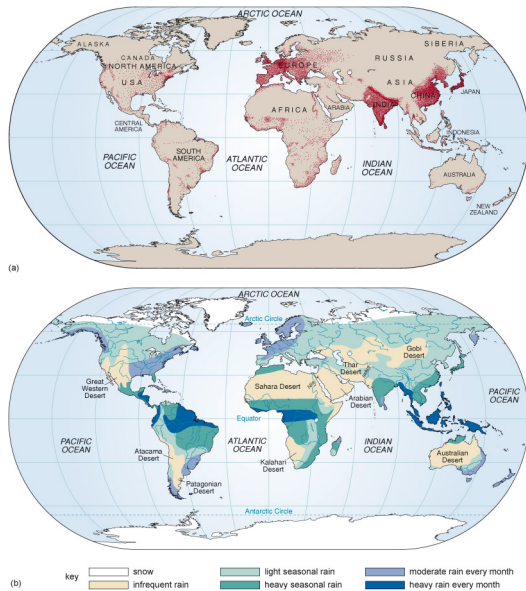 ARCTIC OCEAN
ALASKA
SIBERIA
CANADA
RUSSIA
NORTH AMERICA
EUROPE
ASIA
USA
CHINA
JAPAN
AFRICA
ARABIA
INDIA
CENTRAL
AMERICA
INDONESIA
SOUTH
AMERICA
PACIFIC
OCEAN
ATLANTIC
OCEAN
INDIAN
OCEAN
AUSTRALIA
NEW
ZEALAND
(a)
ARCTIC OCEAN
Arctic Circle
Gobi
Desert
Thar
Desert
Great
Western
Desert
Sahara Desert
Arabian
Desert
PACIFIC
OCEAN
Equator
PACIFIC
OCEAN
ATLANTIC
OCEAN
INDIAN
OCEAN
Atacama
Desert
Kalahari
Desert
Australian
Desert
Patagonian
Desert
Antarctic Circle
(b)
key
snow
light seasonal rain
moderate rain every month
infrequent rain
heavy seasonal rain
heavy rain every month